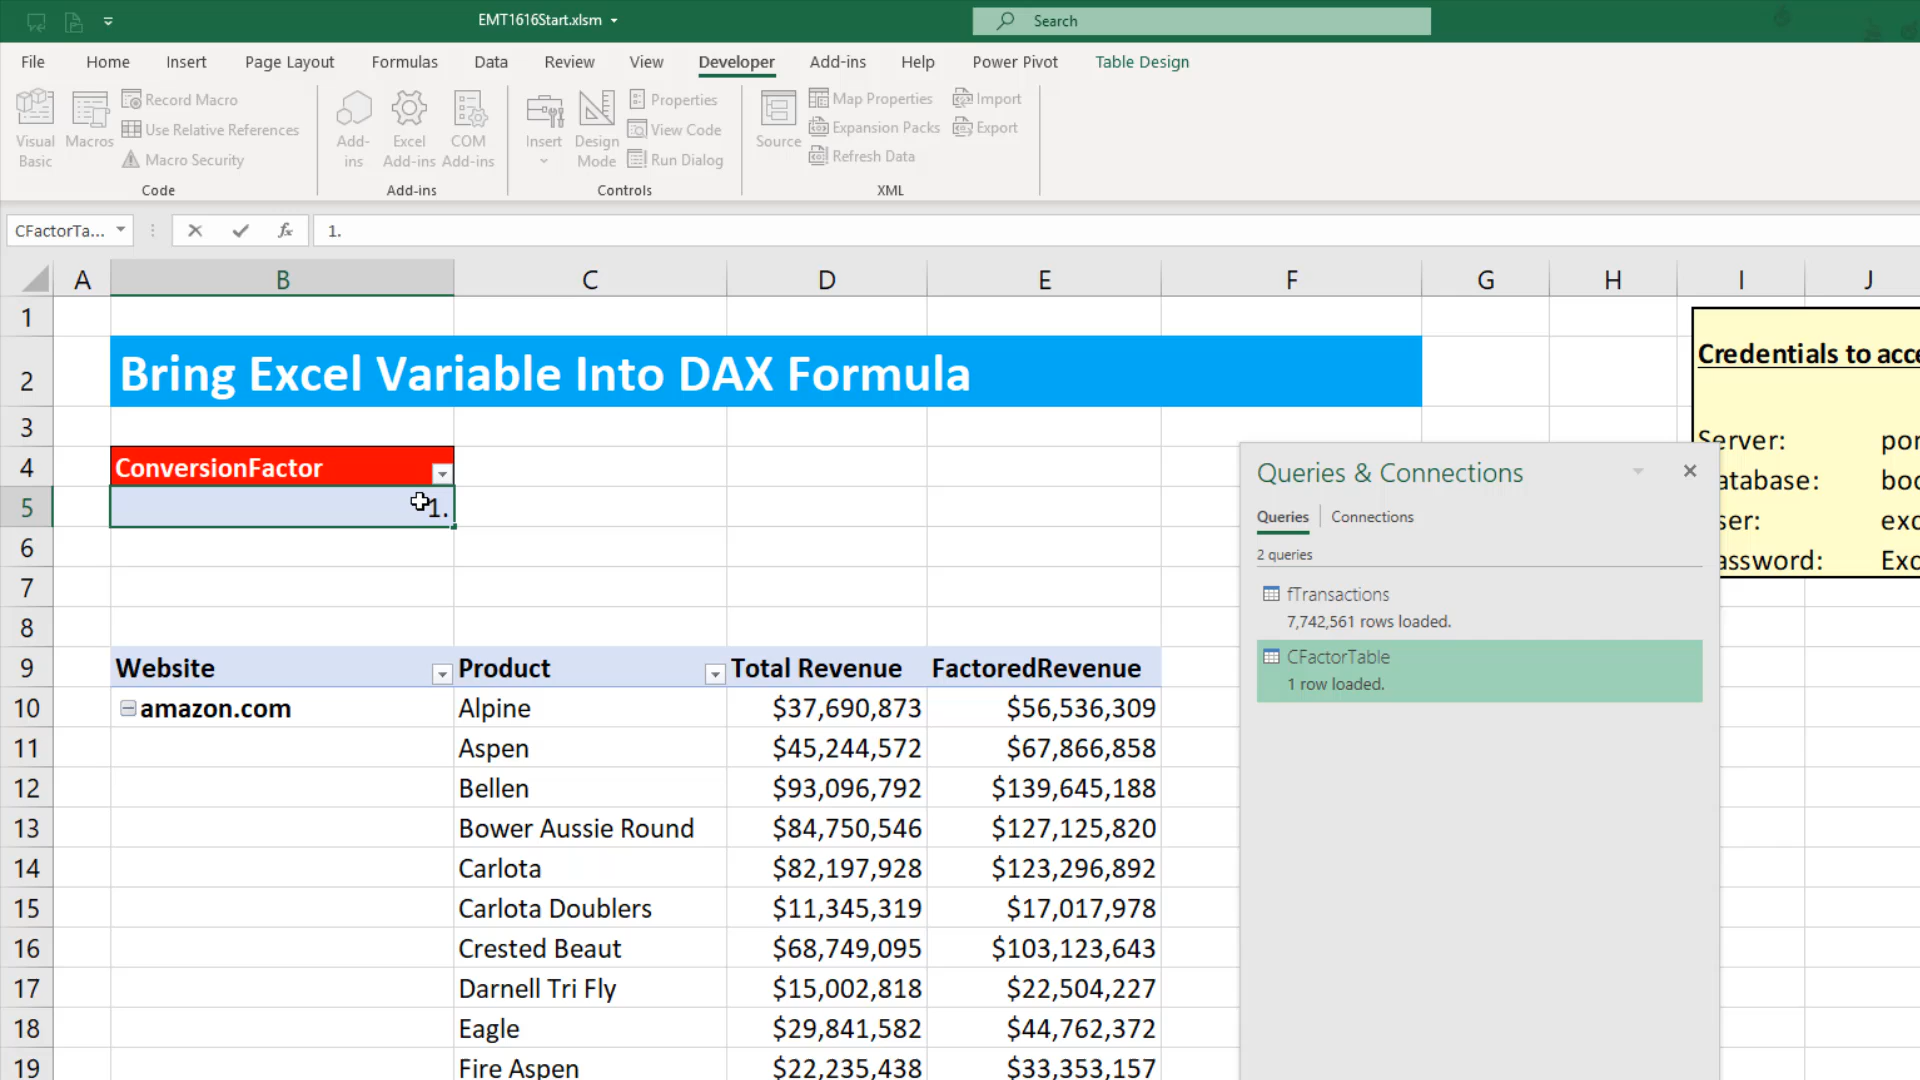 EMT1616Start.xlsm
Search
File Home Insert Page Layout Formulas Data Review View Developer Add-ins Help Power Pivot Table Design
Visual Basic
Macros
Record Macro
Use Relative References
Macro Security
Code
Add-ins
Excel Add-ins
COM Add-ins
Add-ins
Insert
Design Mode
Properties
View Code
Run Dialog
Controls
Source
Map Properties
Expansion Packs
Refresh Data
Import
Export
XML
CFactorTa... fx 1.
A B C D E F G H I J
1
2 Bring Excel Variable Into DAX Formula
3
4 ConversionFactor
5 1.
6
7
8
9 Website Product Total Revenue FactoredRevenue
10 amazon.com Alpine $37,690,873 $56,536,309
11 Aspen $45,244,572 $67,866,858
12 Bellen $93,096,792 $139,645,188
13 Bower Aussie Round $84,750,546 $127,125,820
14 Carlota $82,197,928 $123,296,892
15 Carlota Doublers $11,345,319 $17,017,978
16 Crested Beaut $68,749,095 $103,123,643
17 Darnell Tri Fly $15,002,818 $22,504,227
18 Eagle $29,841,582 $44,762,372
19 Fire Aspen $22,235,438 $33,353,157
Queries & Connections
Queries Connections
2 queries
fTransactions
7,742,561 rows loaded.
CFactorTable
1 row loaded.
Credentials to acce
Server: por
atabase: boo
ser: exc
assword: Exc